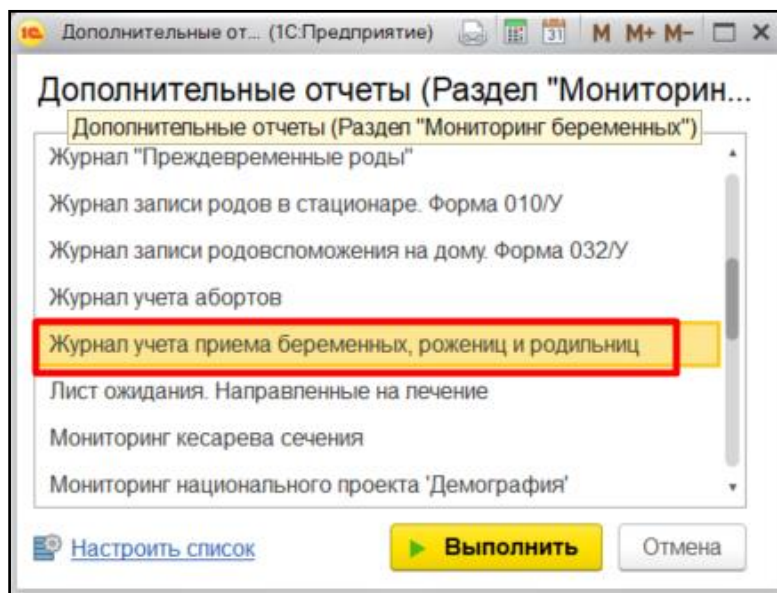 1С Дополнительные от... (1С:Предприятие) 31 M M+ M-
Дополнительные отчеты (Раздел "Мониторин...
Дополнительные отчеты (Раздел "Мониторинг беременных")
Журнал "Преждевременные роды"
Журнал записи родов в стационаре. Форма 010/У
Журнал записи родовспоможения на дому. Форма 032/У
Журнал учета абортов
Журнал учета приема беременных, рожениц и родильниц
Лист ожидания. Направленные на лечение
Мониторинг кесарева сечения
Мониторинг национального проекта 'Демография'
Настроить список Выполнить Отмена